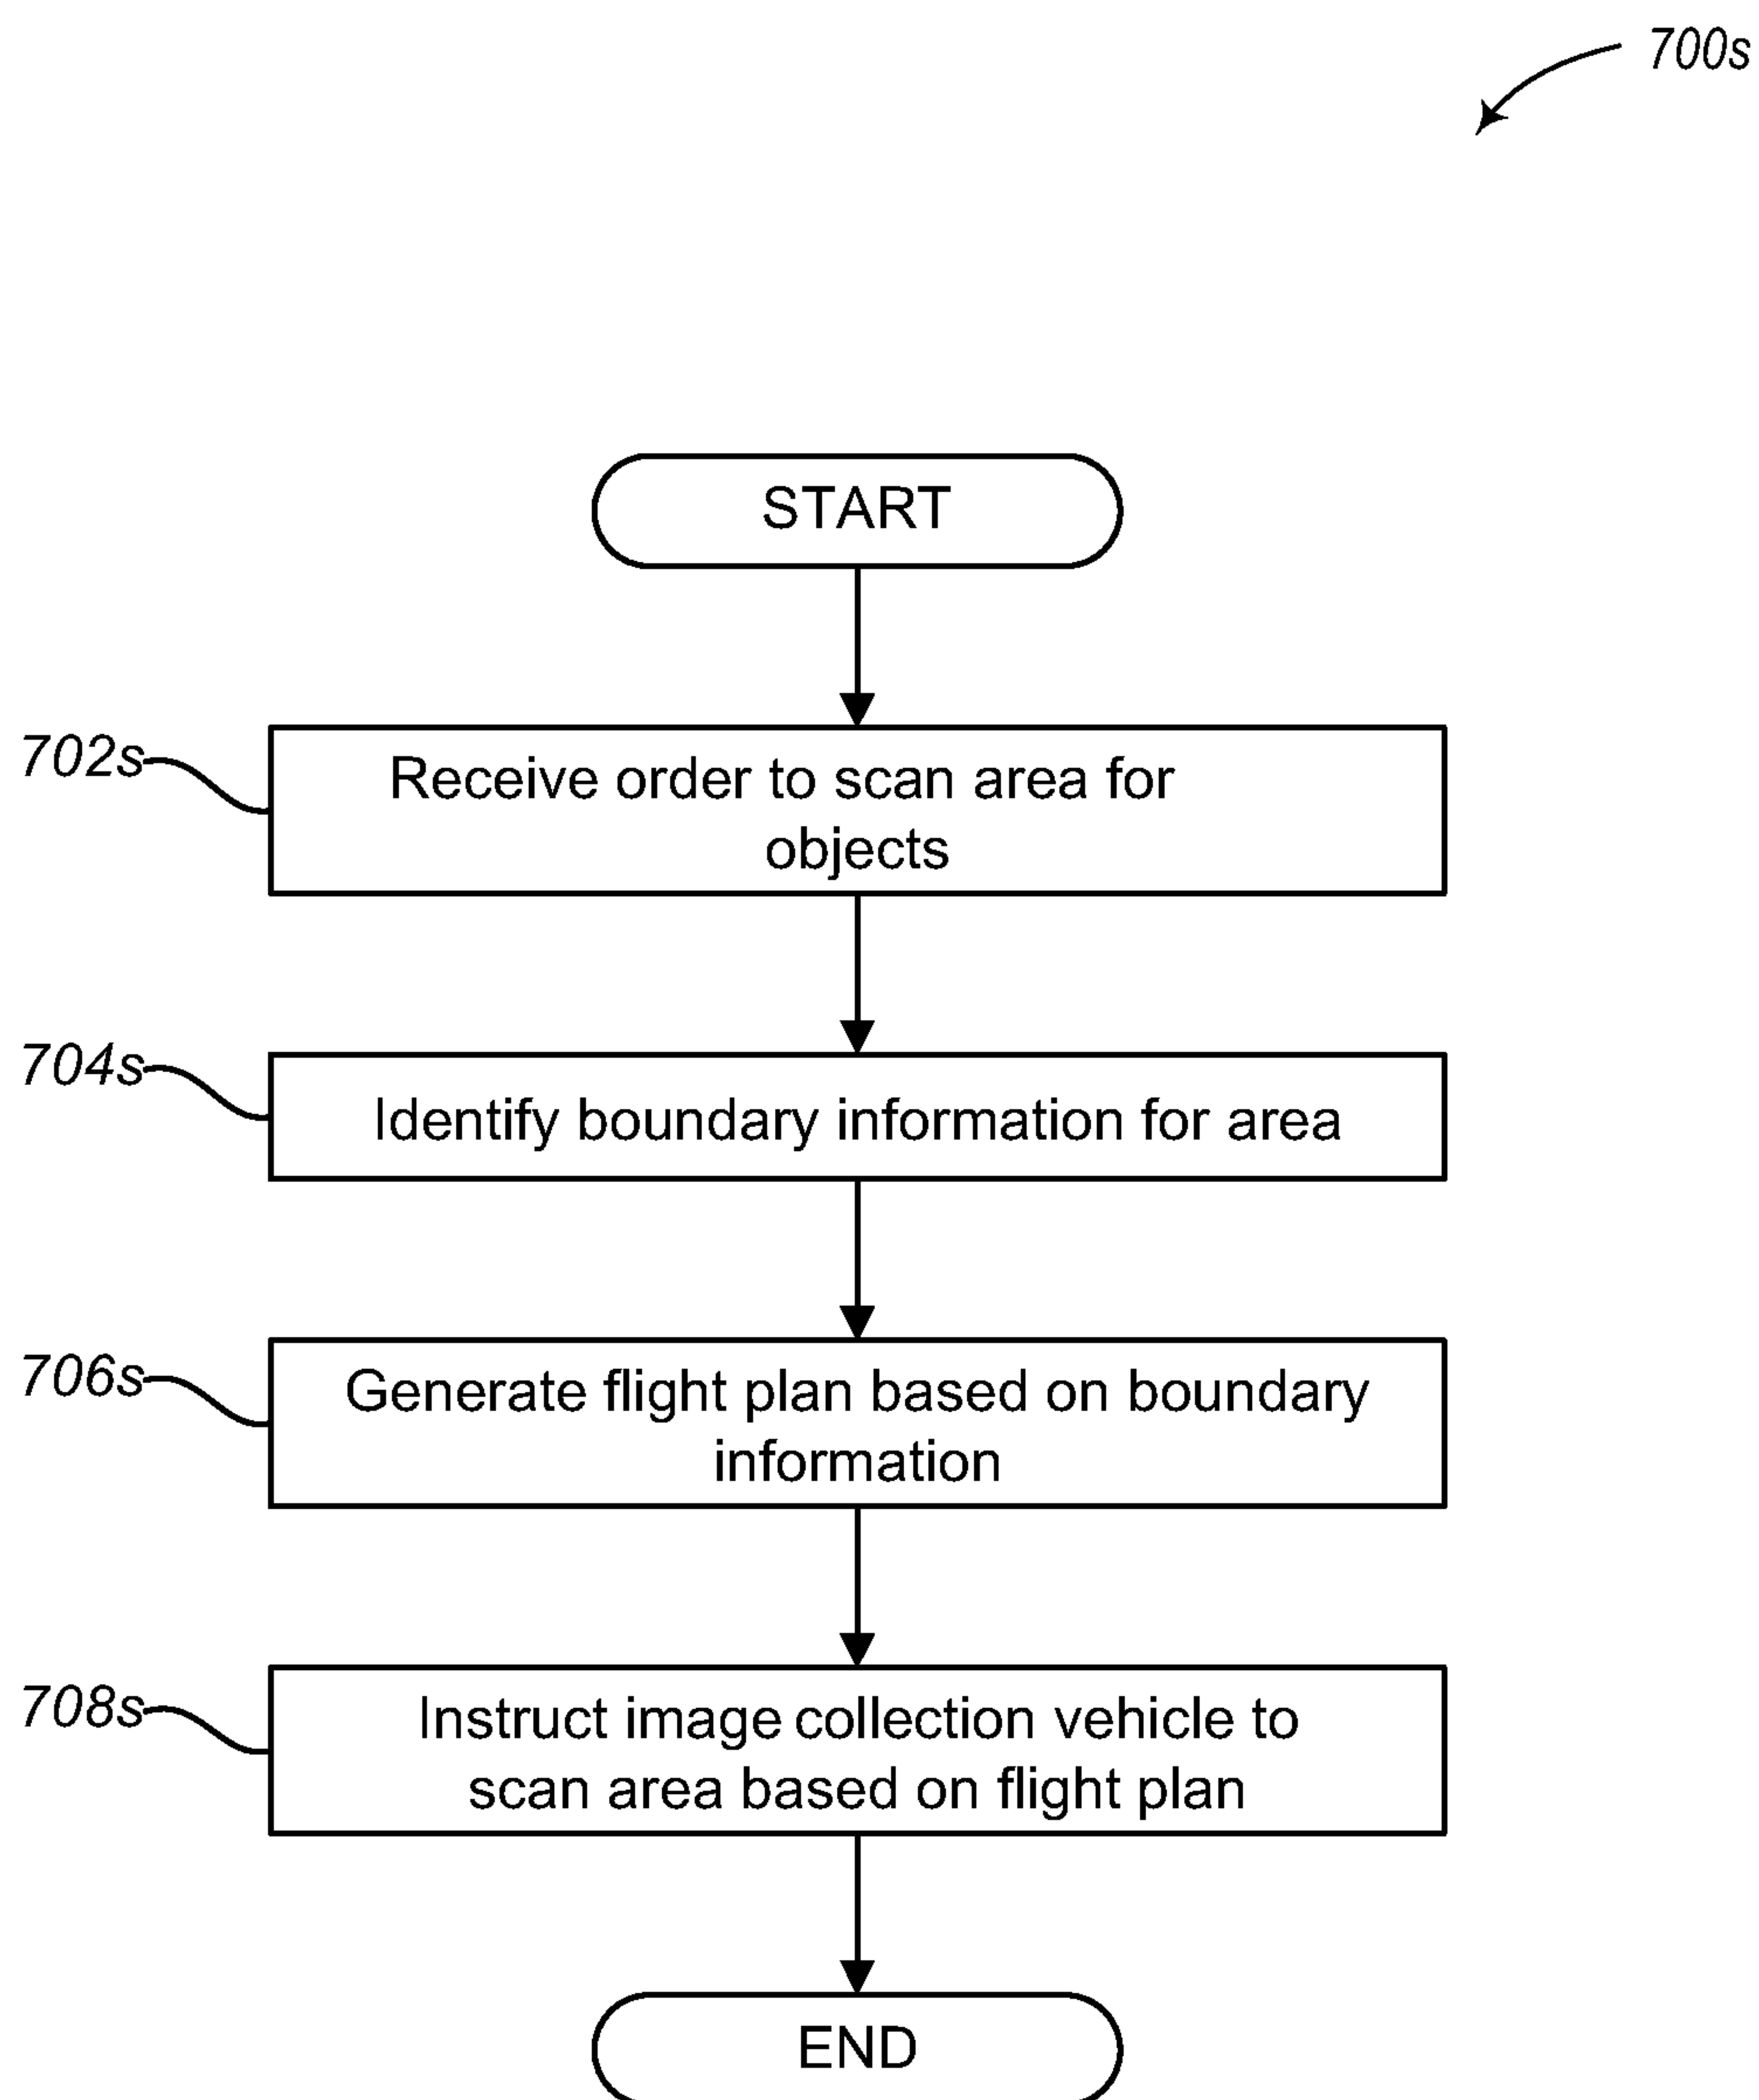 700s
START
702s
Receive order to scan area for
objects
704s
Identify boundary information for area
706s
Generate flight plan based on boundary
information
708s
Instruct image collection vehicle to
scan area based on flight plan
END